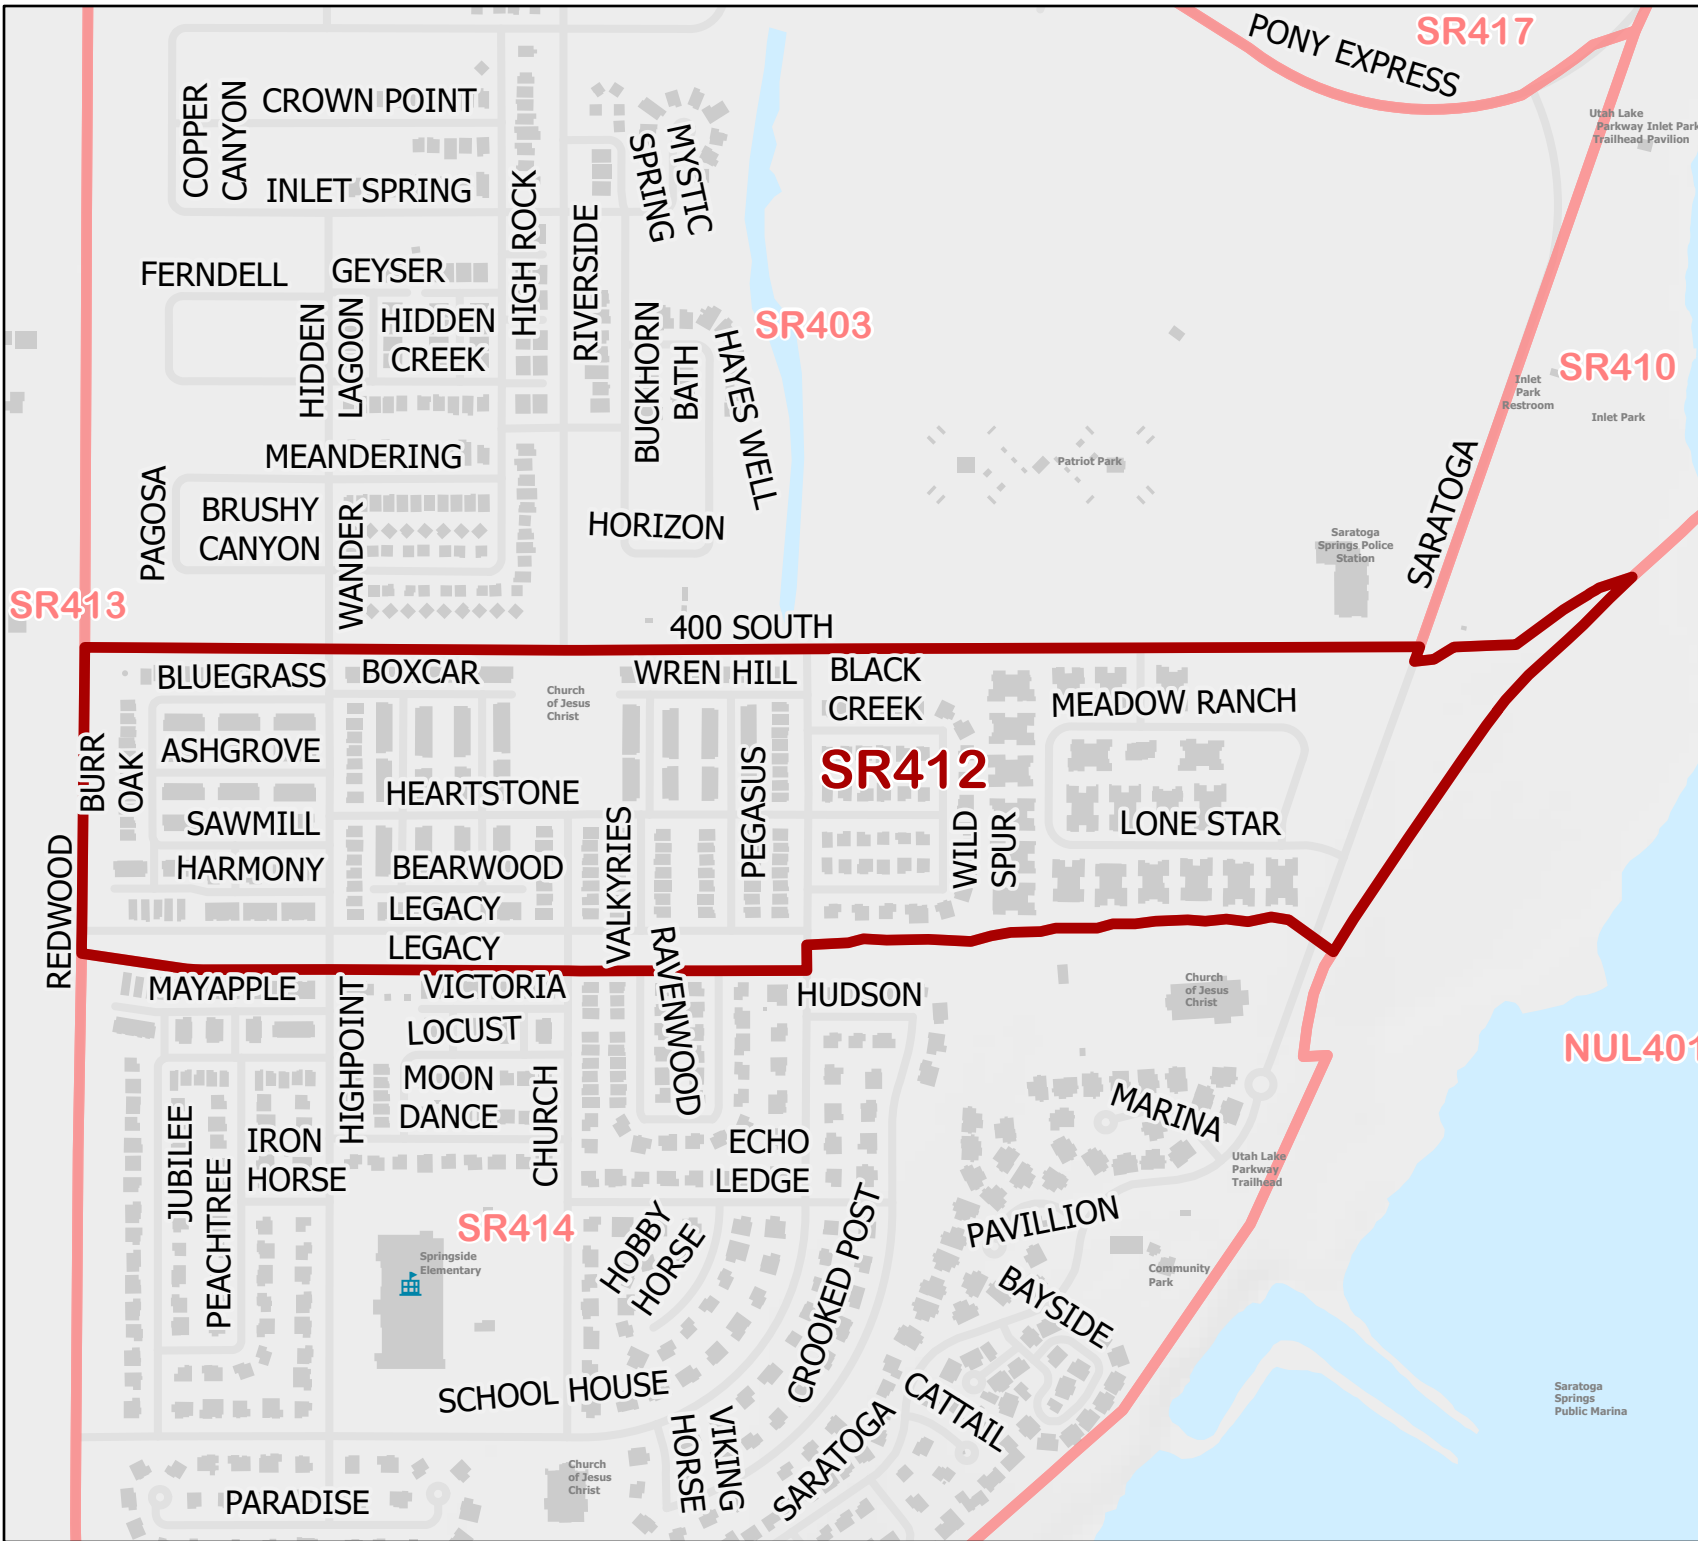 SR417
PONY EXPRESS
COPPER
CANYON
CROWN POINT
Utah Lake
Parkway Inlet Park
Trailhead Pavilion
MYSTIC
SPRING
INLET SPRING
HIGH ROCK
RIVERSIDE
FERNDELL
GEYSER
HIDDEN
LAGOON
HIDDEN
CREEK
BUCKHORN
BATH
HAYES WELL
SR403
SR410
Inlet
Park
Restroom
Inlet Park
MEANDERING
Patriot Park
SARATOGA
PAGOSA
BRUSHY
CANYON
WANDER
HORIZON
Saratoga
Springs Police
Station
SR413
400 SOUTH
BLUEGRASS
BOXCAR
WREN HILL
BLACK
CREEK
Church
of Jesus
Christ
MEADOW RANCH
BURR
OAK
ASHGROVE
PEGASUS
SR412
HEARTSTONE
SAWMILL
VALKYRIES
WILD
SPUR
LONE STAR
REDWOOD
HARMONY
BEARWOOD
LEGACY
LEGACY
RAVENWOOD
MAYAPPLE
HIGHPOINT
VICTORIA
HUDSON
Church
of Jesus
Christ
LOCUST
NUL401
MOON
DANCE
CHURCH
MARINA
JUBILEE
PEACHTREE
IRON
HORSE
ECHO
LEDGE
Utah Lake
Parkway
Trailhead
SR414
HOBBY
HORSE
CROOKED POST
PAVILLION
Springside
Elementary
Community
Park
BAYSIDE
SCHOOL HOUSE
VIKING
HORSE
SARATOGA
CATTAIL
Saratoga
Springs
Public Marina
Church
of Jesus
Christ
PARADISE